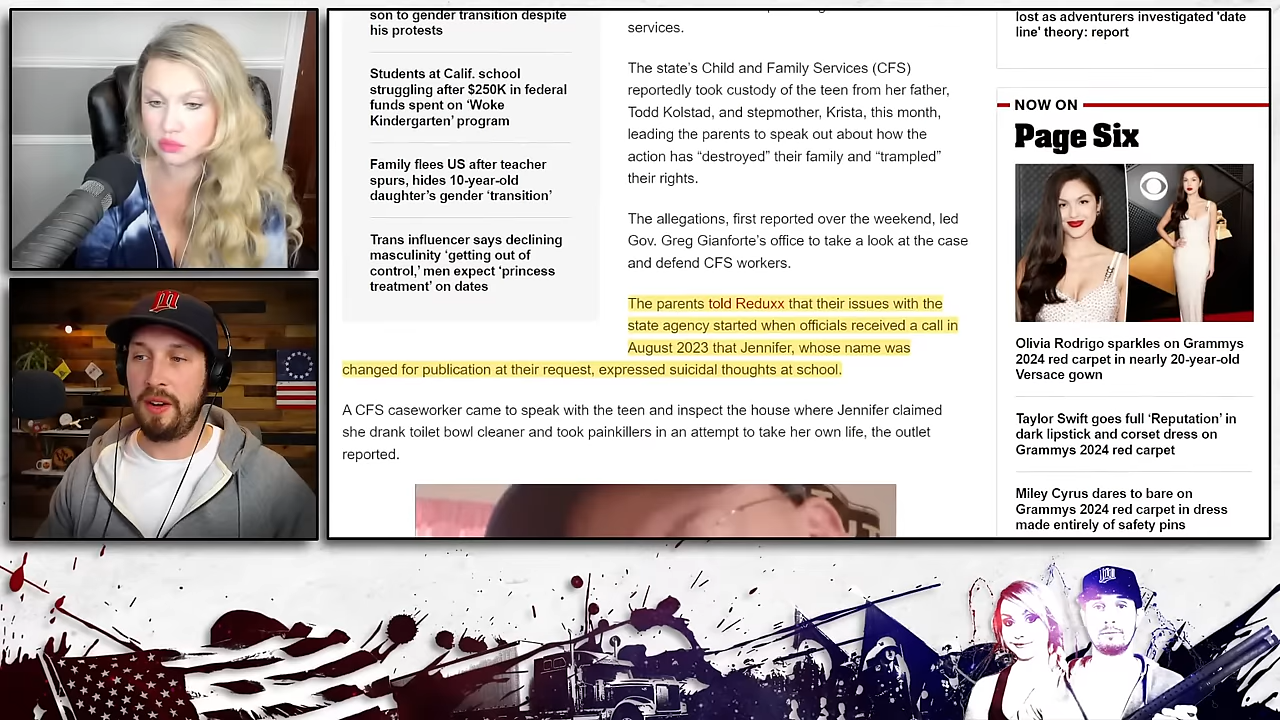 son to gender transition despite
his protests
Students at Calif. school
struggling after $250K in federal
funds spent on ‘Woke
Kindergarten’ program
Family flees US after teacher
spurs, hides 10-year-old
daughter’s gender ‘transition’
Trans influencer says declining
masculinity ‘getting out of
control,’ men expect ‘princess
treatment’ on dates
services.
The state’s Child and Family Services (CFS)
reportedly took custody of the teen from her father,
Todd Kolstad, and stepmother, Krista, this month,
leading the parents to speak out about how the
action has “destroyed” their family and “trampled”
their rights.
The allegations, first reported over the weekend, led
Gov. Greg Gianforte’s office to take a look at the case
and defend CFS workers.
The parents told Reduxx that their issues with the
state agency started when officials received a call in
August 2023 that Jennifer, whose name was
changed for publication at their request, expressed suicidal thoughts at school.
A CFS caseworker came to speak with the teen and inspect the house where Jennifer claimed
she drank toilet bowl cleaner and took painkillers in an attempt to take her own life, the outlet
reported.
lost as adventurers investigated 'date
line' theory: report
NOW ON
Page Six
Olivia Rodrigo sparkles on Grammys
2024 red carpet in nearly 20-year-old
Versace gown
Taylor Swift goes full ‘Reputation’ in
dark lipstick and corset dress on
Grammys 2024 red carpet
Miley Cyrus dares to bare on
Grammys 2024 red carpet in dress
made entirely of safety pins